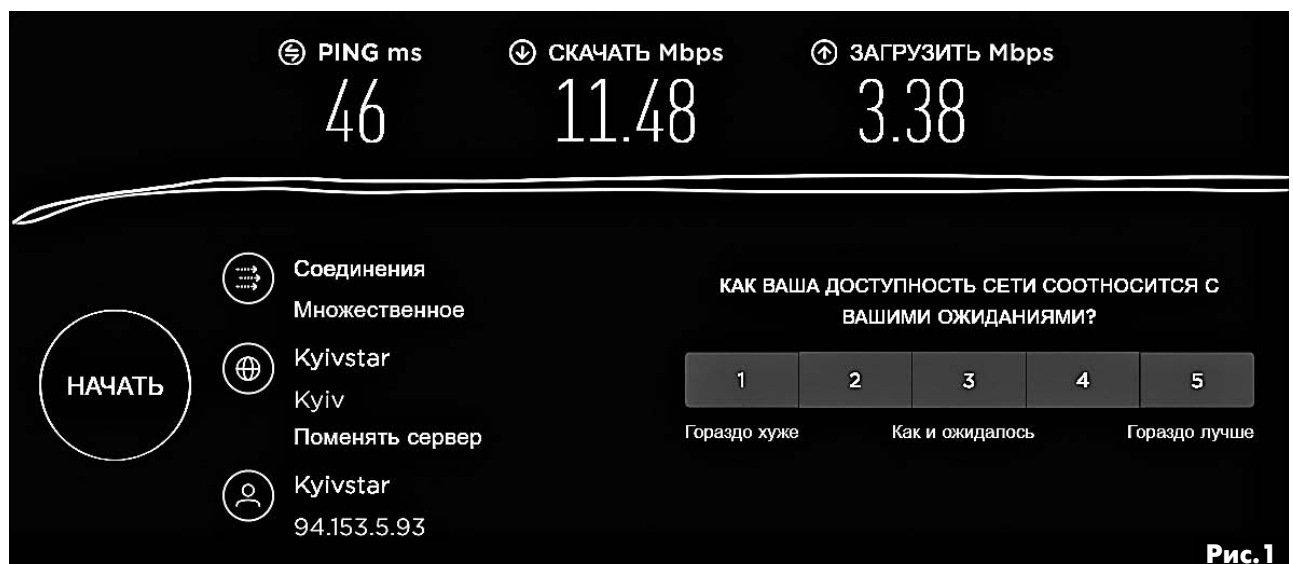 PING ms
СКАЧАТЬ Mbps
ЗАГРУЗИТЬ Mbps
46
11.48
3.38
НАЧАТЬ
Соединения
Множественное
Kyivstar
Kyiv
Поменять сервер
Kyivstar
94.153.5.93
КАК ВАША ДОСТУПНОСТЬ СЕТИ СООТНОСИТСЯ С
ВАШИМИ ОЖИДАНИЯМИ?
1 2 3 4 5
Гораздо хуже Как и ожидалось Гораздо лучше
Рис.1